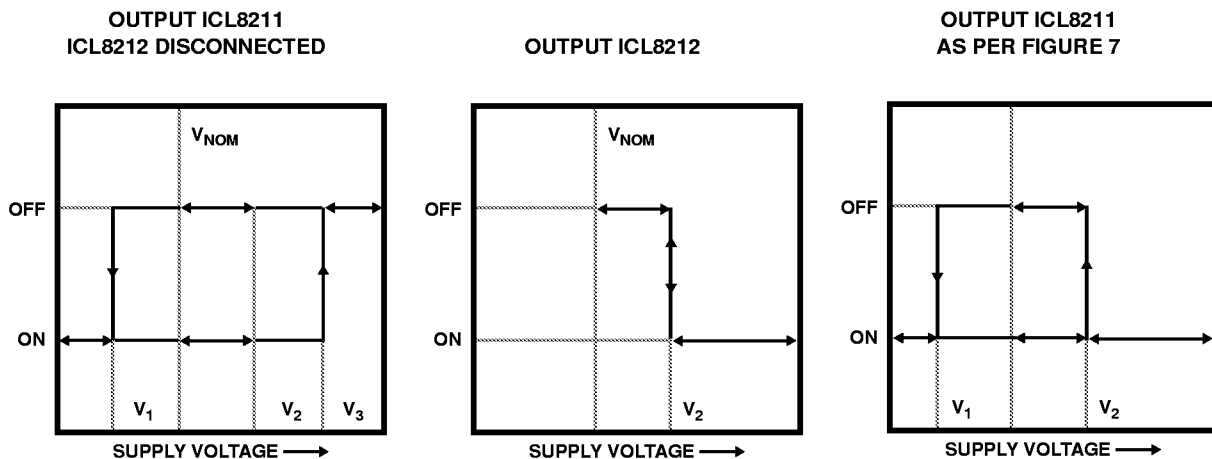 OUTPUT ICL8211
ICL8212 DISCONNECTED
V_NOM
OFF
ON
V_1
V_2
V_3
SUPPLY VOLTAGE
OUTPUT ICL8212
V_NOM
OFF
ON
V_2
SUPPLY VOLTAGE
OUTPUT ICL8211
AS PER FIGURE 7
OFF
ON
V_1
V_2
SUPPLY VOLTAGE